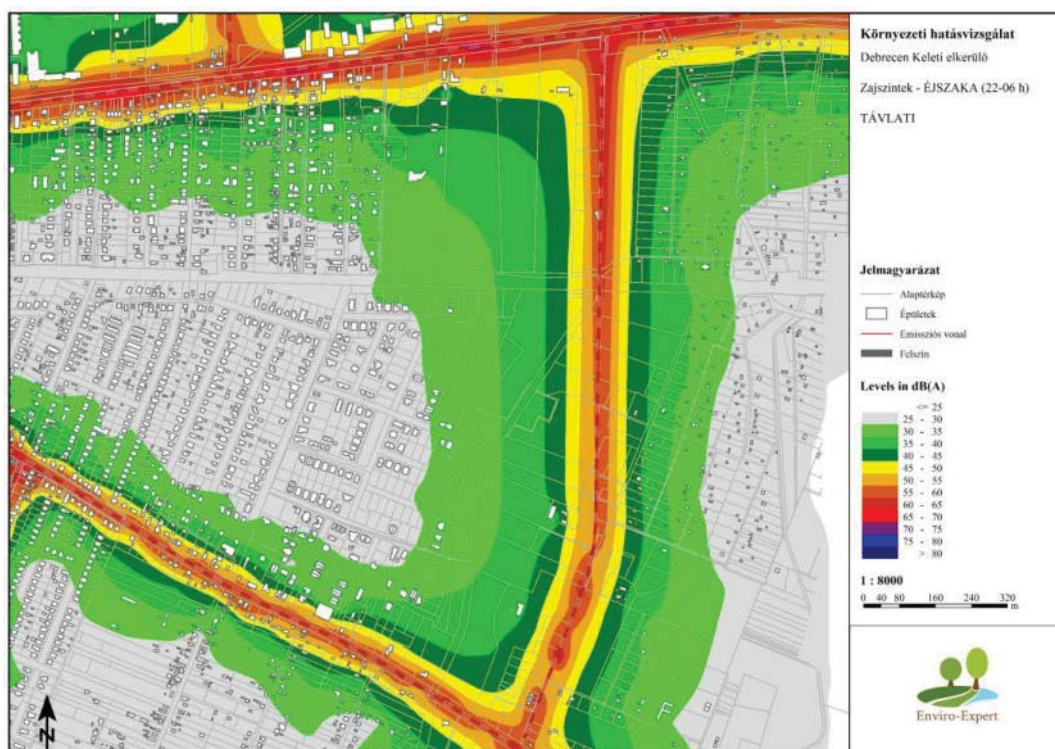 Környezeti hatásvizsgálat
Debrecen Keleti elkerülő
Zajszintek - ÉJSZAKA (22-06 h)
TÁVLATI
Jelmagyarázat
Alaptérkép
Épületek
Emissziós vonal
Felszín
Levels in dB(A)
<= 25
25 - 30
30 - 35
35 - 40
40 - 45
45 - 50
50 - 55
55 - 60
60 - 65
65 - 70
70 - 75
75 - 80
> 80
1 : 8000
0 40 80 160 240 320
m
Enviro-Expert
N